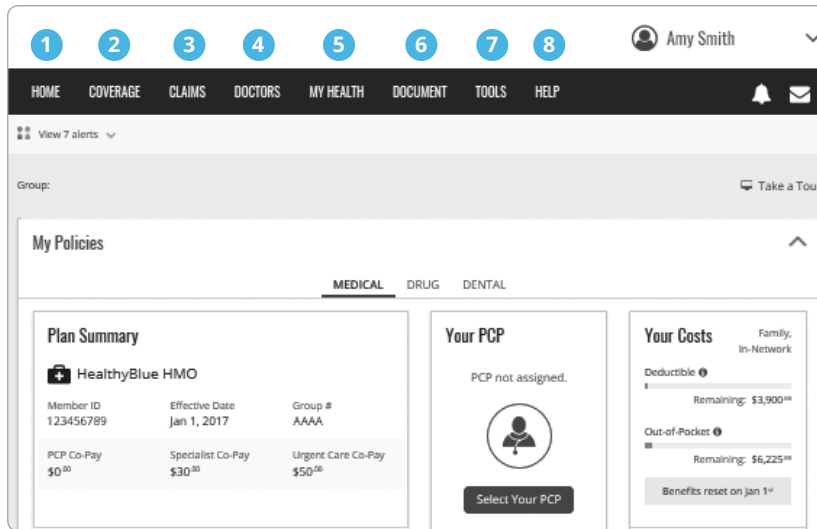 Amy Smith
1 2 3 4 5 6 7 8
HOME COVERAGE CLAIMS DOCTORS MY HEALTH DOCUMENT TOOLS HELP
View 7 alerts
Group:
Take a Tou
My Policies
MEDICAL DRUG DENTAL
Plan Summary
HealthyBlue HMO
Member ID Effective Date Group #
123456789 Jan 1, 2017 AAAA
PCP Co-Pay Specialist Co-Pay Urgent Care Co-Pay
$0.00 $30.00 $50.00
Your PCP
PCP not assigned.
Select Your PCP
Your Costs
Family,
In-Network
Deductible
Remaining: $3,900.00
Out-of-Pocket
Remaining: $6,225.00
Benefits reset on Jan 1st